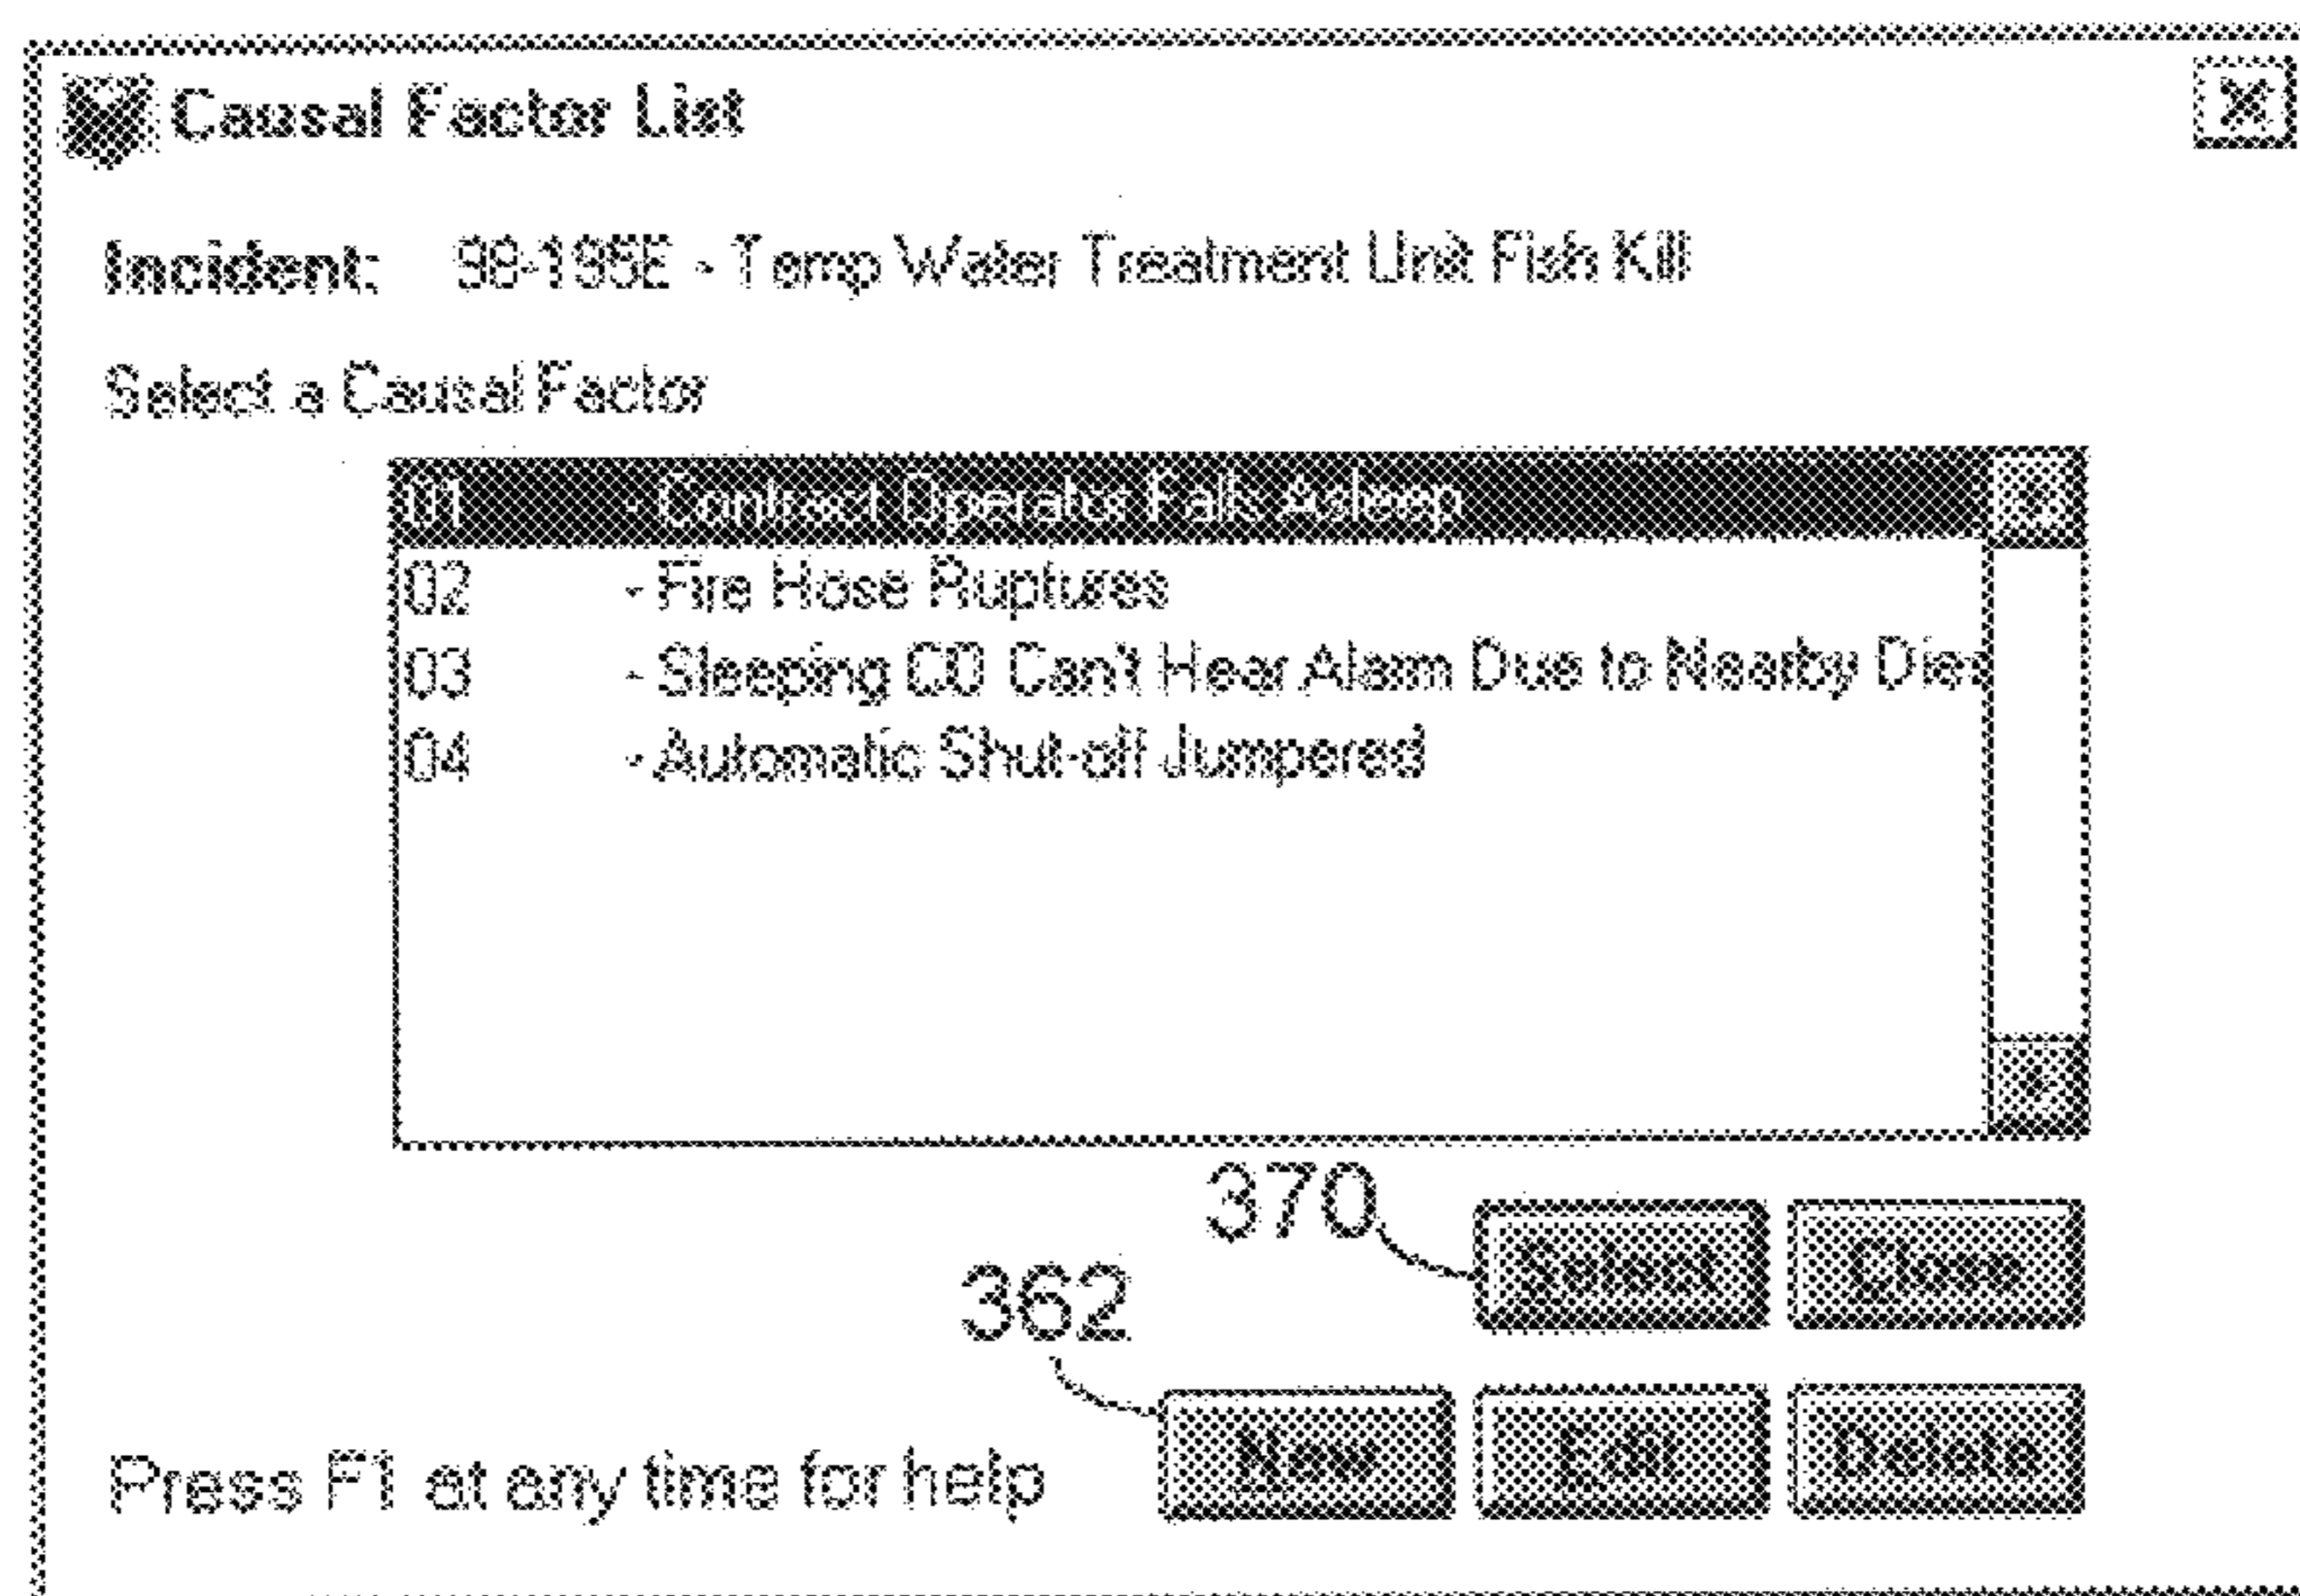 Causal Factor List
Incident: 98-195E - Temp Water Treatment Unit Fish Kill
Select a Causal Factor
01 - Contract Operator Falls Asleep
02 - Fire Hose Ruptures
03 - Sleeping CO Can't Hear Alarm Due to Nearby Dies
04 - Automatic Shut-off Jumpered
370
Select Close
362
New Edit Delete
Press F1 at any time for help